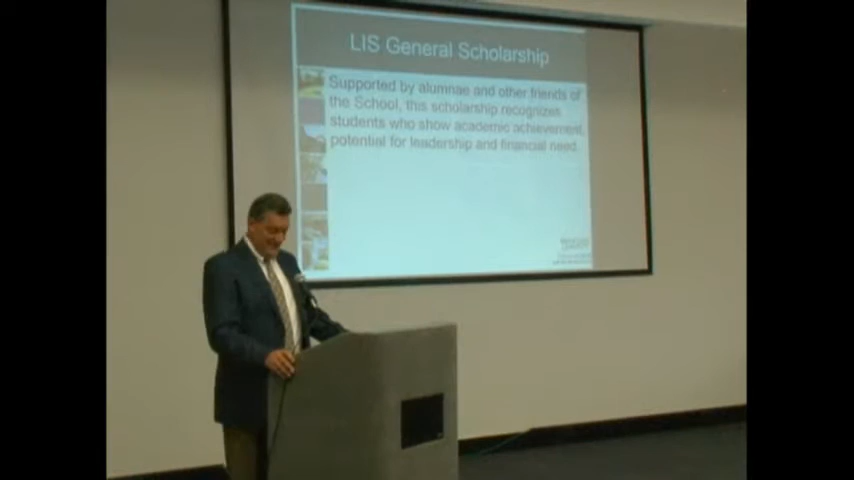 LIS General Scholarship
Supported by alumnae and other friends of
the School, this scholarship recognizes
students who show academic achievement,
potential for leadership and financial need.